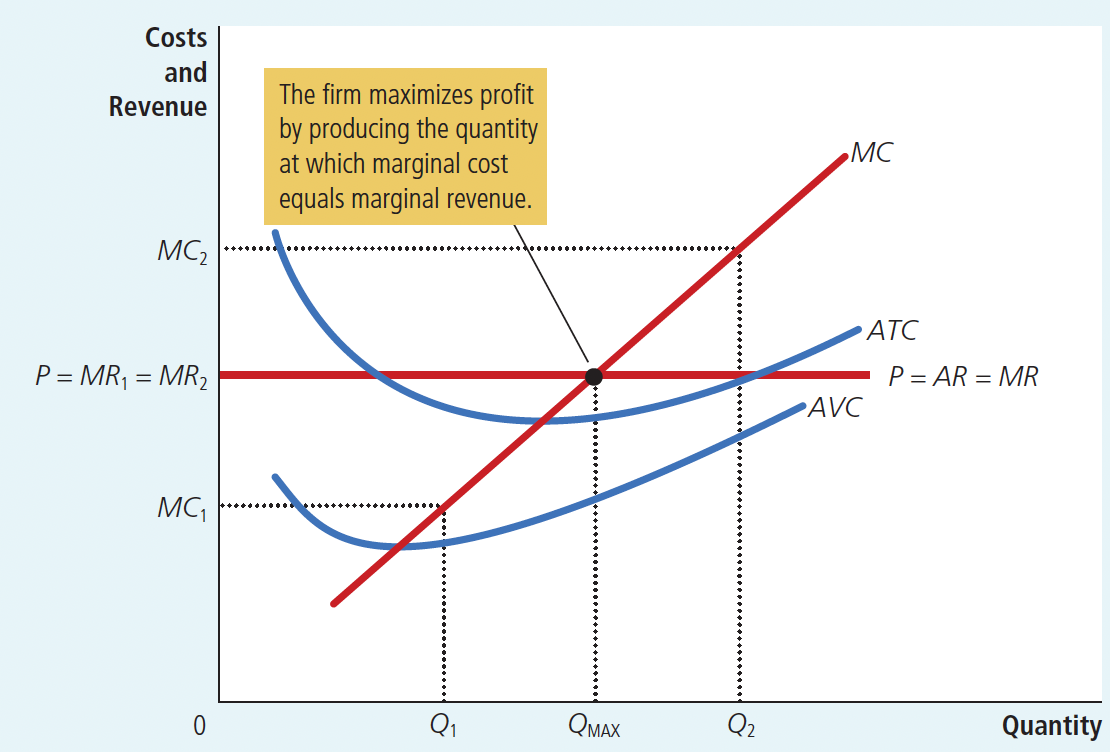 Costs
and
Revenue
The firm maximizes profit
by producing the quantity
at which marginal cost
equals marginal revenue.
MC
MC₂
ATC
P = MR₁ = MR₂
P = AR = MR
AVC
MC₁
0
Q₁
QMAX
Q₂
Quantity